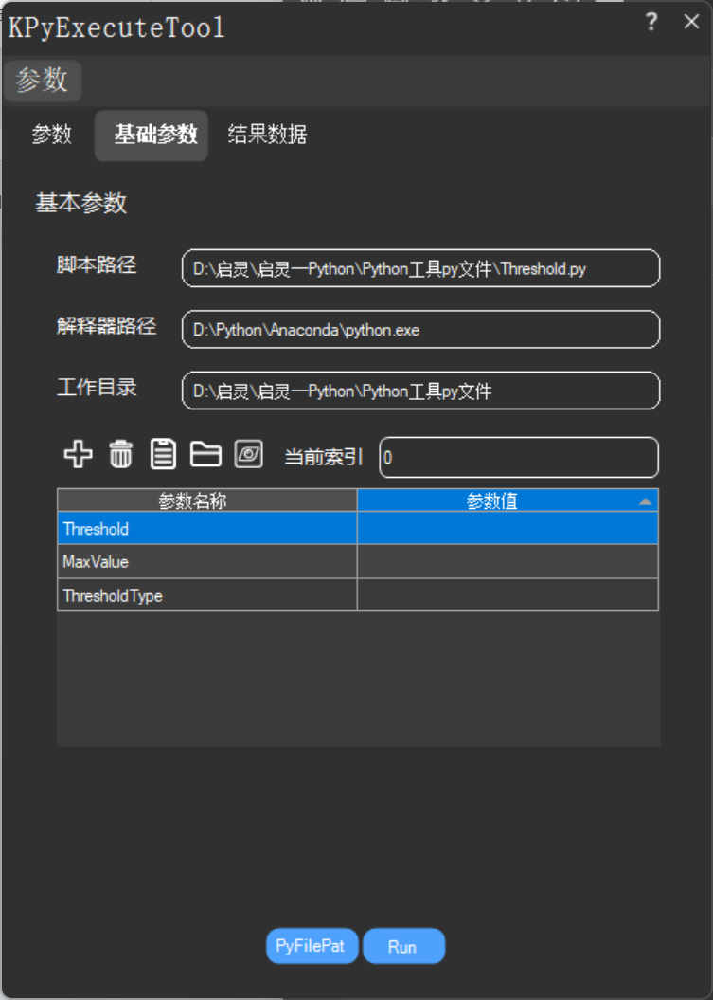 KPyExecuteTool ?
参数
参数 基础参数 结果数据
基本参数
脚本路径 D:\启灵\启灵一Python\Python工具py文件\Threshold.py
解释器路径 D:\Python\Anaconda\python.exe
工作目录 D:\启灵\启灵一Python\Python工具py文件
当前索引 0
参数名称 参数值
Threshold
MaxValue
ThresholdType
PyFilePat Run